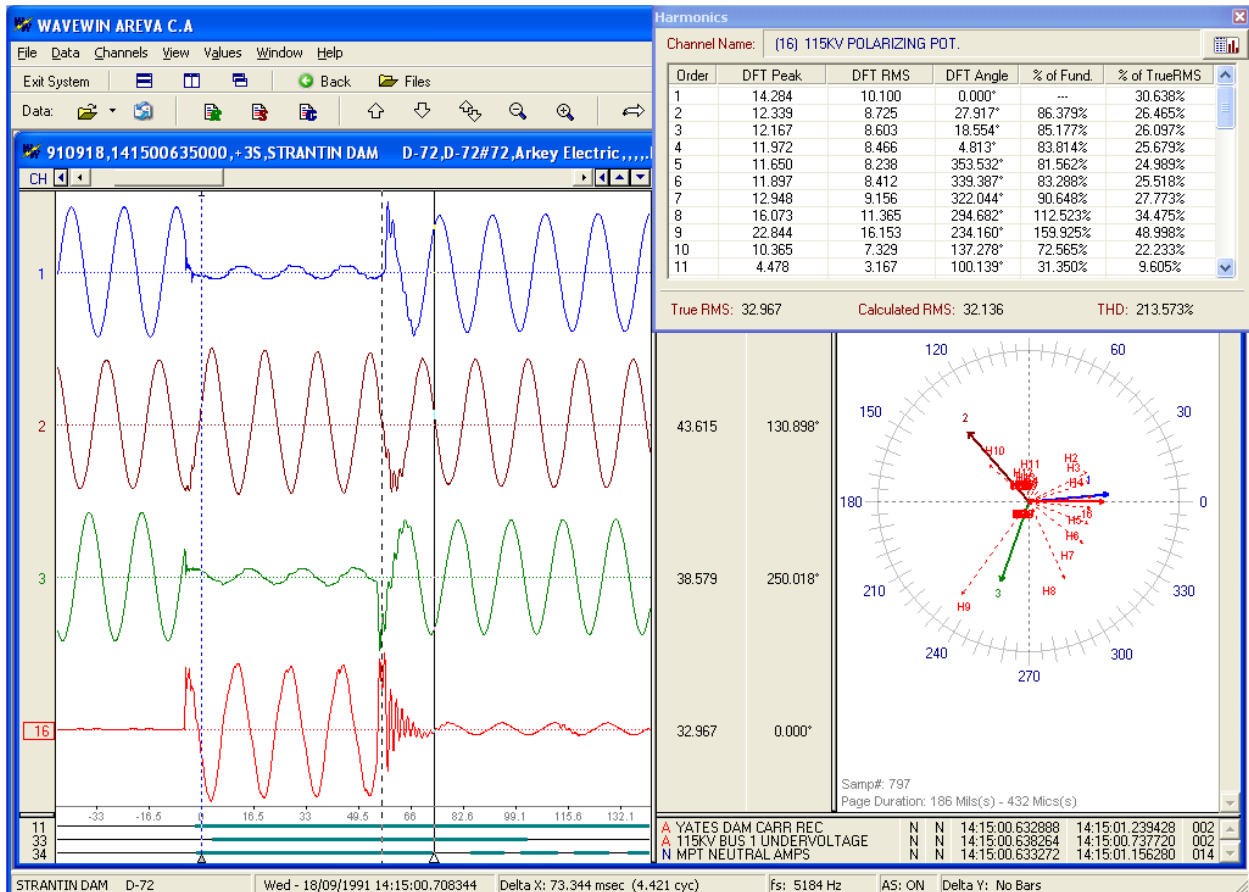 WAVEWIN AREVA C.A
File Data Channels View Values Window Help
Exit System Back Files
Data:
910918,141500635000,+3S,STRANTIN DAM D-72,D-72#72,Arkey Electric,,,,.
CH
1
2
3
16
-33 -16.5 0 16.5 33 49.5 66 82.6 99.1 115.6 132.1
11
33
34
Harmonics
Channel Name: (16) 115KV POLARIZING POT.
Order DFT Peak DFT RMS DFT Angle % of Fund. % of TrueRMS
1 14.284 10.100 0.000° --- 30.638%
2 12.339 8.725 27.917° 86.379% 26.465%
3 12.167 8.603 18.554° 85.177% 26.097%
4 11.972 8.466 4.813° 83.814% 25.679%
5 11.650 8.238 353.532° 81.562% 24.989%
6 11.897 8.412 339.387° 83.288% 25.518%
7 12.948 9.156 322.044° 90.648% 27.773%
8 16.073 11.365 294.682° 112.523% 34.475%
9 22.844 16.153 234.160° 159.925% 48.998%
10 10.365 7.329 137.278° 72.565% 22.233%
11 4.478 3.167 100.139° 31.350% 9.605%
True RMS: 32.967 Calculated RMS: 32.136 THD: 213.573%
43.615 130.898°
38.579 250.018°
32.967 0.000°
120 60
150 30
180 0
210 330
240 300
270
2
H10
H11
H2
H3
H4
1
16
H5
H6
H7
H8
H9
3
Samp#: 797
Page Duration: 186 Mils(s) - 432 Mics(s)
A YATES DAM CARR REC N N 14:15:00.632888 14:15:01.239428 002
A 115KV BUS 1 UNDERVOLTAGE N N 14:15:00.638264 14:15:00.737720 002
N MPT NEUTRAL AMPS N N 14:15:00.633272 14:15:01.156280 014
STRANTIN DAM D-72 Wed - 18/09/1991 14:15:00.708344 Delta X: 73.344 msec (4.421 cyc) fs: 5184 Hz AS: ON Delta Y: No Bars